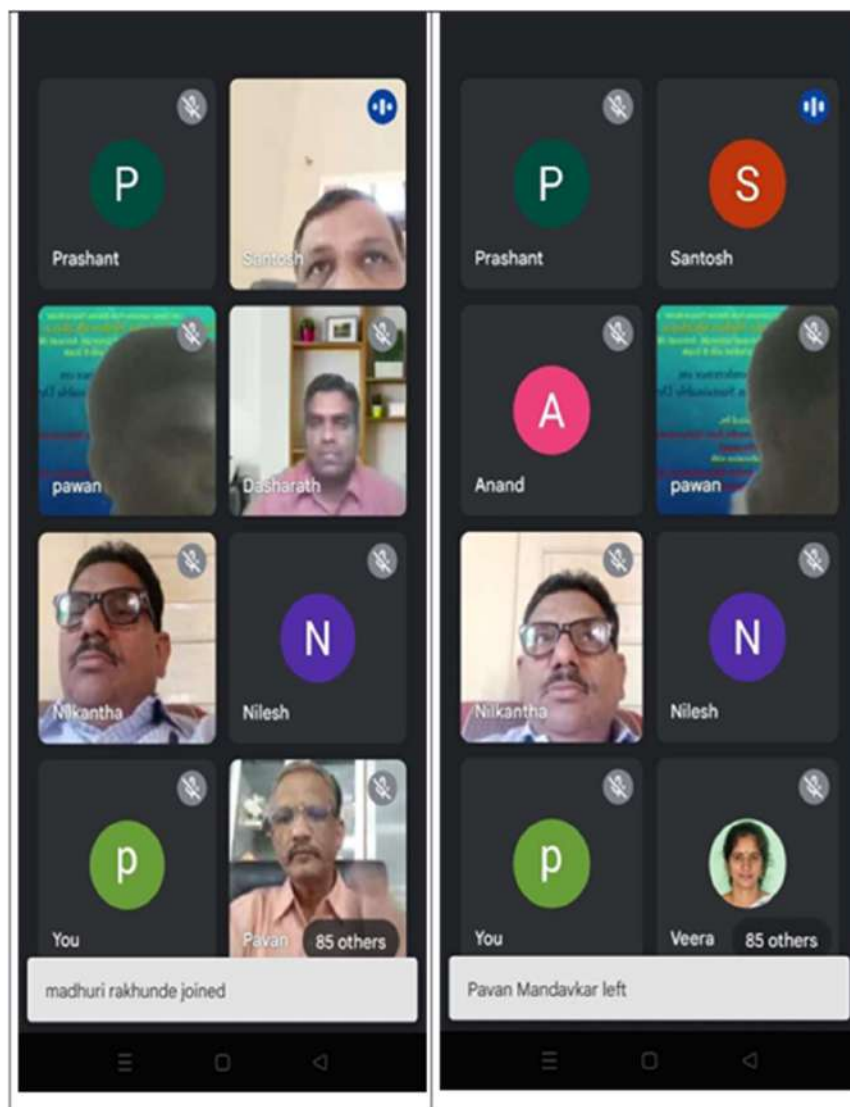 P
Prashant
Santosh
pawan
Dasharath
Nilkantha
N
Nilesh
p
You
Pavan
85 others
madhuri rakhunde joined
P
Prashant
S
Santosh
A
Anand
pawan
Nilkantha
N
Nilesh
p
You
Veera
85 others
Pavan Mandavkar left